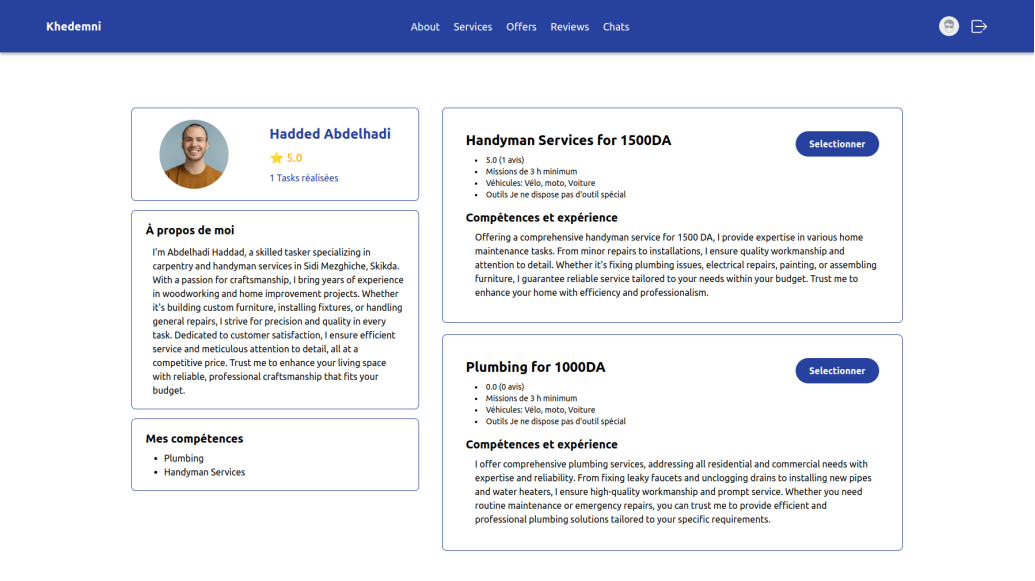 Khedemni
About Services Offers Reviews Chats
Hadded Abdelhadi
5.0
1 Tasks réalisées
À propos de moi
I'm Abdelhadi Haddad, a skilled tasker specializing in
carpentry and handyman services in Sidi Mezghiche, Skikda.
With a passion for craftsmanship, I bring years of experience
in woodworking and home improvement projects. Whether
it's building custom furniture, installing fixtures, or handling
general repairs, I strive for precision and quality in every
task. Dedicated to customer satisfaction, I ensure efficient
service and meticulous attention to detail, all at a
competitive price. Trust me to enhance your living space
with reliable, professional craftsmanship that fits your
budget.
Mes compétences
• Plumbing
• Handyman Services
Handyman Services for 1500DA
Selectionner
• 5.0 (1 avis)
• Missions de 3 h minimum
• Véhicules: Vélo, moto, Voiture
• Outils Je ne dispose pas d'outil spécial
Compétences et expérience
Offering a comprehensive handyman service for 1500 DA, I provide expertise in various home
maintenance tasks. From minor repairs to installations, I ensure quality workmanship and
attention to detail. Whether it's fixing plumbing issues, electrical repairs, painting, or assembling
furniture, I guarantee reliable service tailored to your needs within your budget. Trust me to
enhance your home with efficiency and professionalism.
Plumbing for 1000DA
Selectionner
• 0.0 (0 avis)
• Missions de 3 h minimum
• Véhicules: Vélo, moto, Voiture
• Outils Je ne dispose pas d'outil spécial
Compétences et expérience
I offer comprehensive plumbing services, addressing all residential and commercial needs with
expertise and reliability. From fixing leaky faucets and unclogging drains to installing new pipes
and water heaters, I ensure high-quality workmanship and prompt service. Whether you need
routine maintenance or emergency repairs, you can trust me to provide efficient and
professional plumbing solutions tailored to your specific requirements.